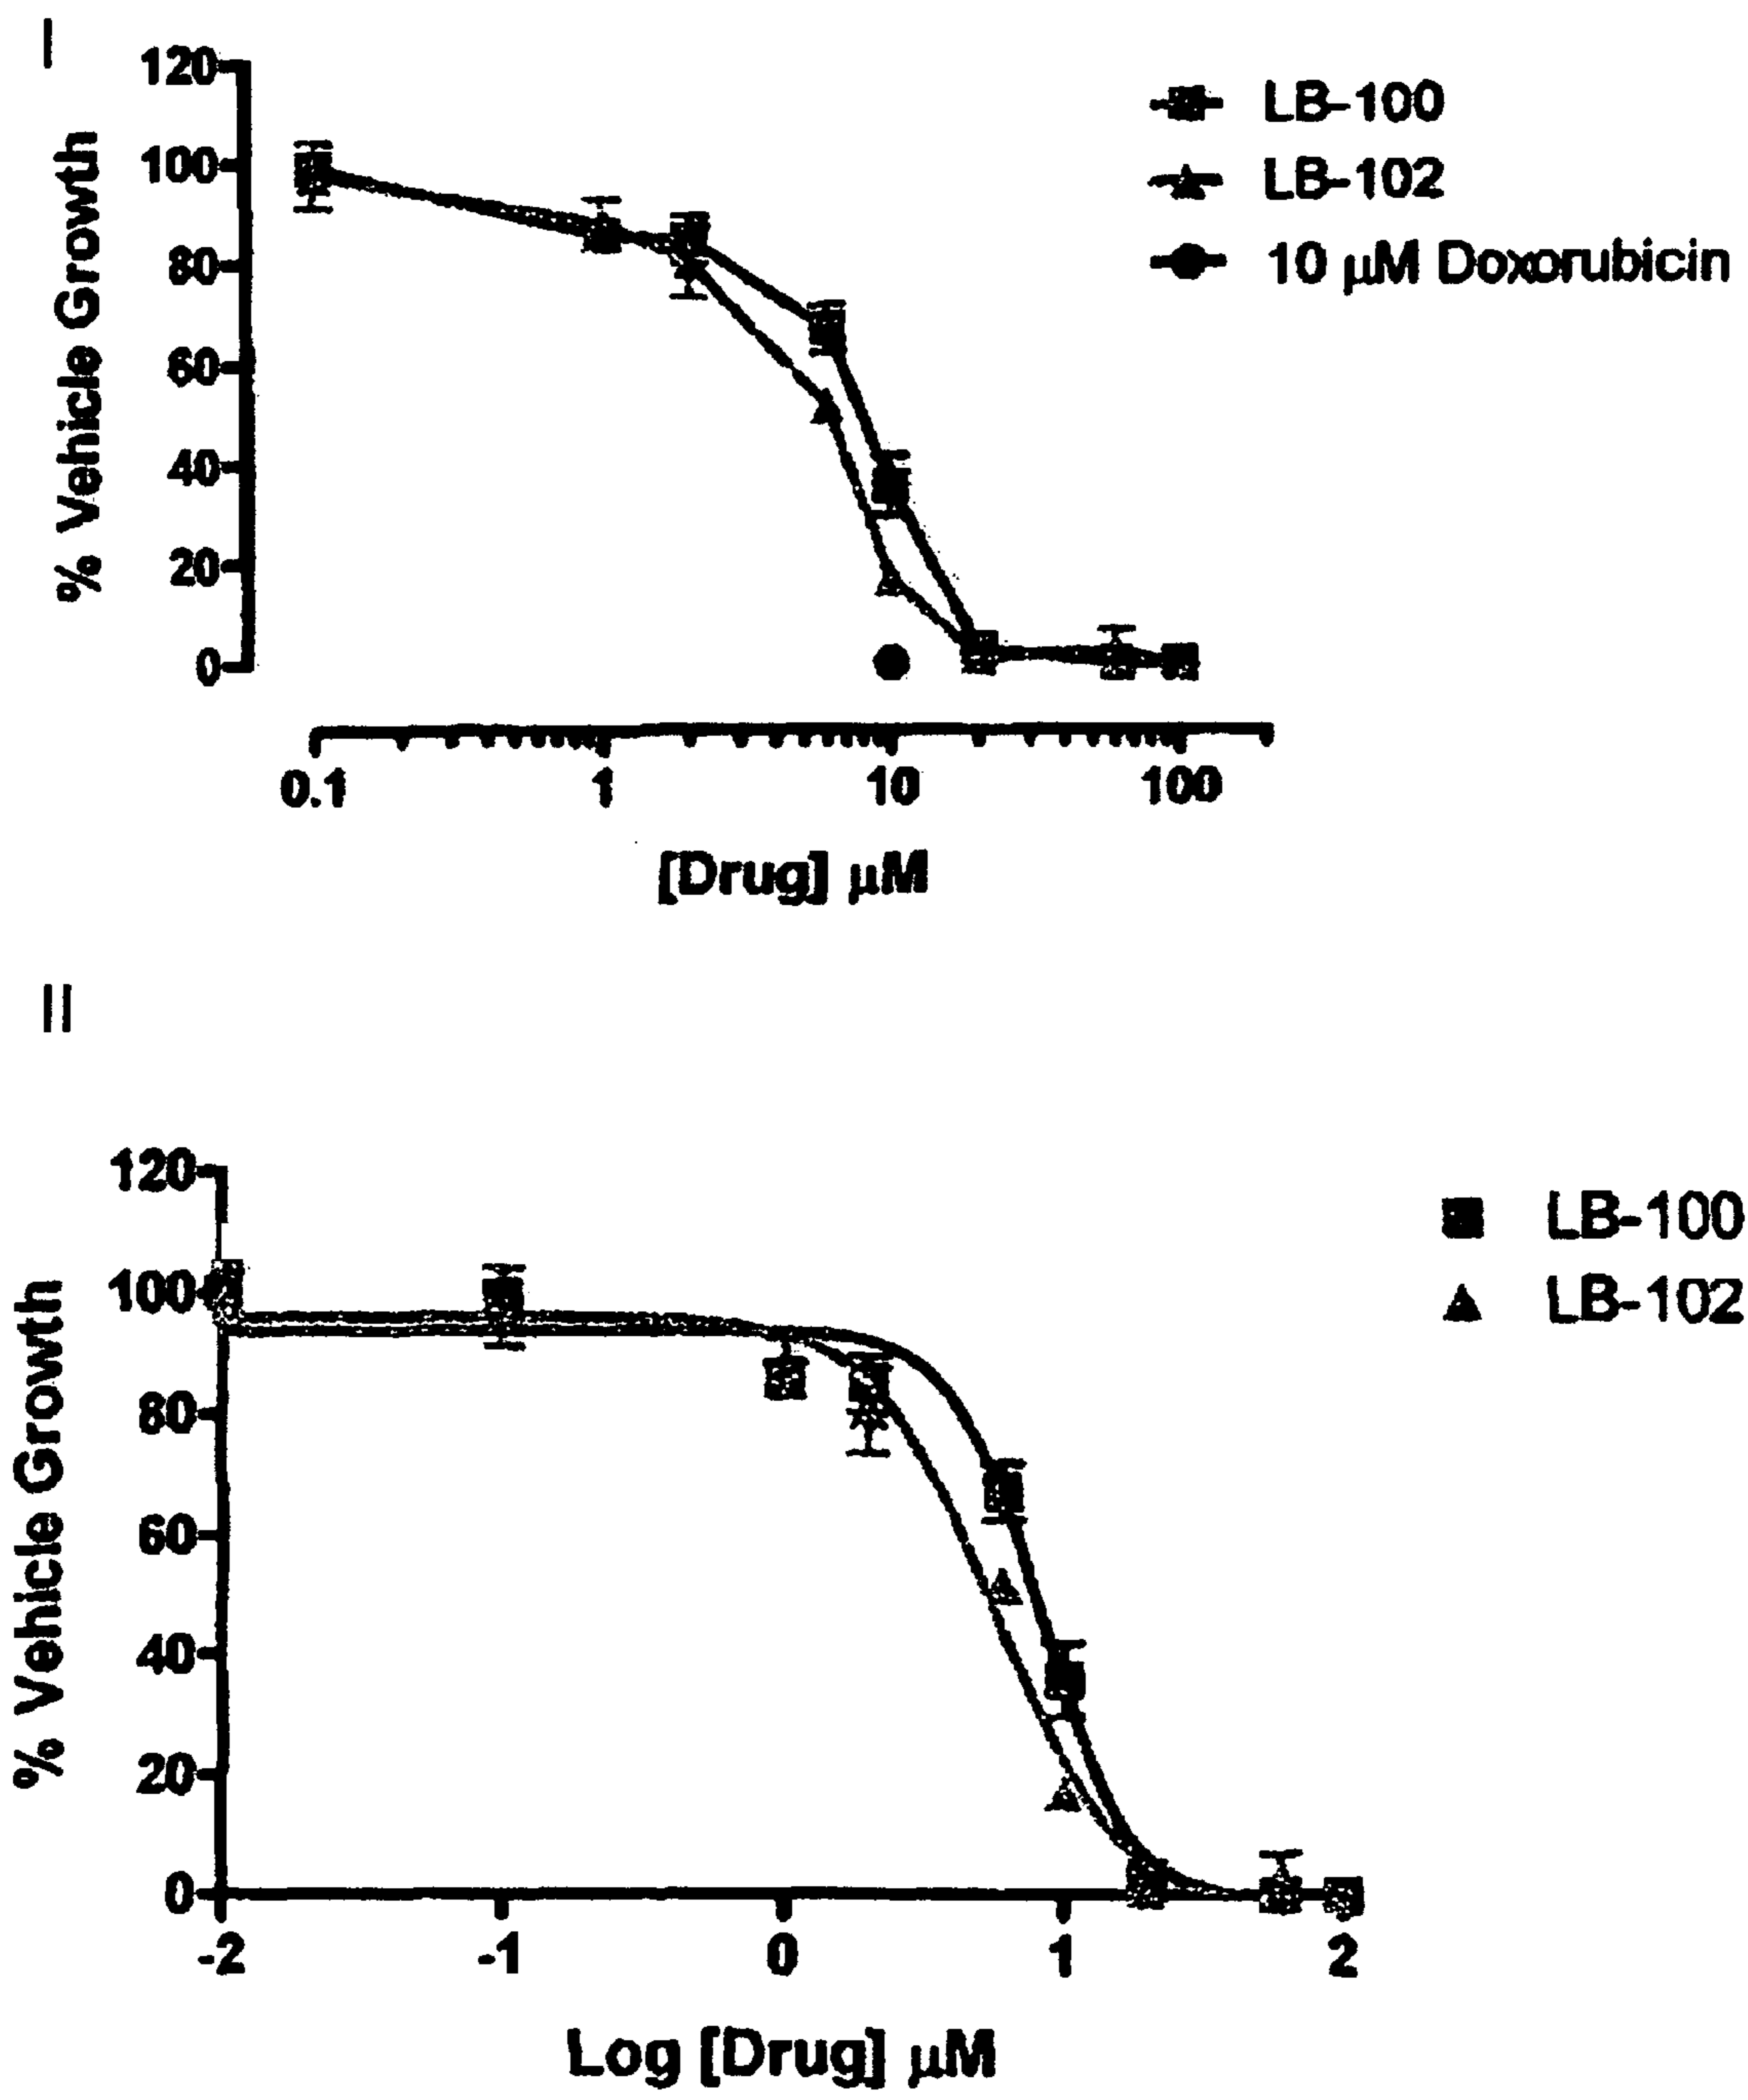 I
120
100
80
60
40
20
0
% Vehicle Growth
LB-100
LB-102
10 µM Doxorubicin
0.1 1 10 100
[Drug] µM
II
120
100
80
60
40
20
0
% Vehicle Growth
LB-100
LB-102
-2 -1 0 1 2
Log [Drug] µM